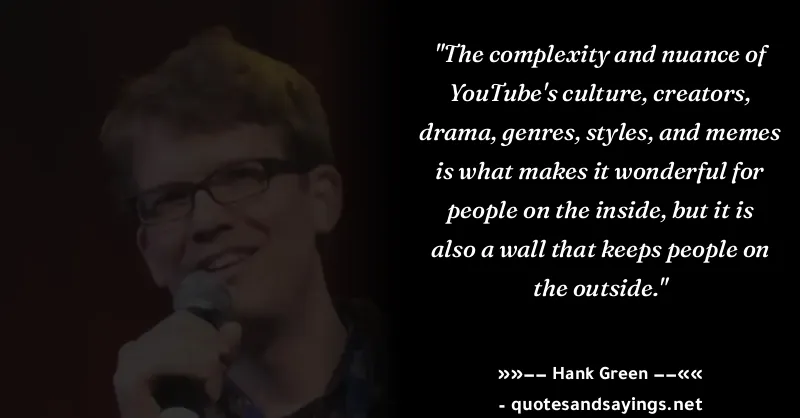 "The complexity and nuance of
YouTube's culture, creators,
drama, genres, styles, and memes
is what makes it wonderful for
people on the inside, but it is
also a wall that keeps people on
the outside."
»»–– Hank Green ––««
- quotesandsayings.net